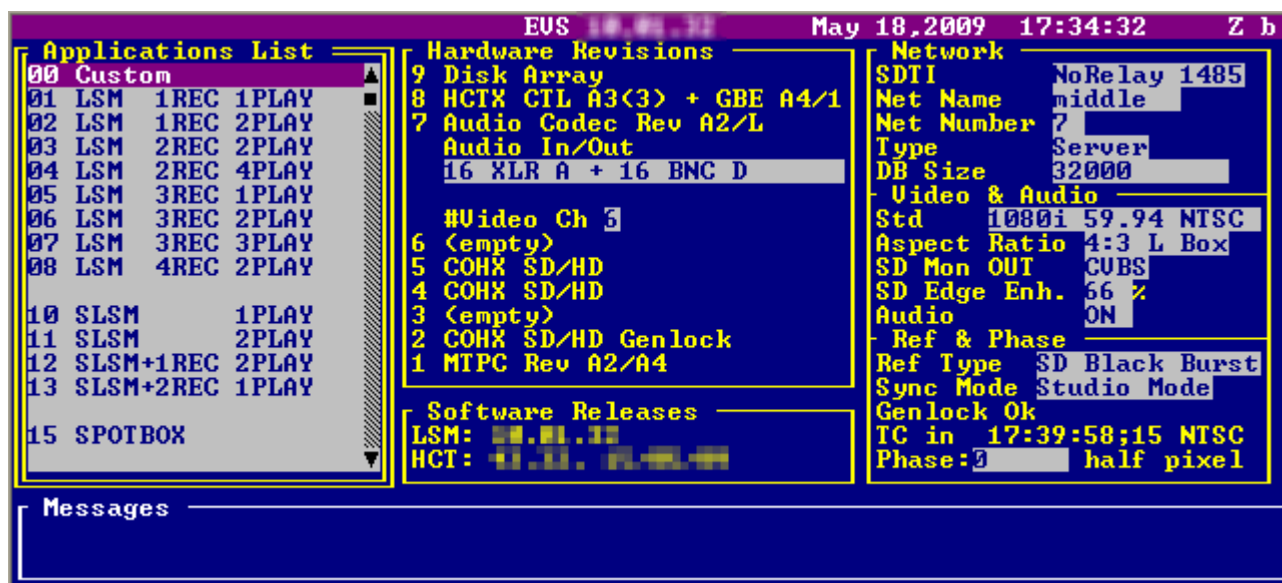 EVS May 18,2009 17:34:32 Z b
Applications List
00 Custom
01 LSM 1REC 1PLAY
02 LSM 1REC 2PLAY
03 LSM 2REC 2PLAY
04 LSM 2REC 4PLAY
05 LSM 3REC 1PLAY
06 LSM 3REC 2PLAY
07 LSM 3REC 3PLAY
08 LSM 4REC 2PLAY
10 SLSM 1PLAY
11 SLSM 2PLAY
12 SLSM+1REC 2PLAY
13 SLSM+2REC 1PLAY
15 SPOTBOX
Hardware Revisions
9 Disk Array
8 HCTX CTL A3(3) + GBE A4/1
7 Audio Codec Rev A2/L
Audio In/Out
16 XLR A + 16 BNC D
#Video Ch 6
6 (empty)
5 COHX SD/HD
4 COHX SD/HD
3 (empty)
2 COHX SD/HD Genlock
1 MTPC Rev A2/A4
Software Releases
LSM:
HCT:
Network
SDTI NoRelay 1485
Net Name middle
Net Number 7
Type Server
DB Size 32000
Video & Audio
Std 1080i 59.94 NTSC
Aspect Ratio 4:3 L Box
SD Mon OUT CVBS
SD Edge Enh. 66 %
Audio ON
Ref & Phase
Ref Type SD Black Burst
Sync Mode Studio Mode
Genlock Ok
TC in 17:39:58;15 NTSC
Phase:0 half pixel
Messages